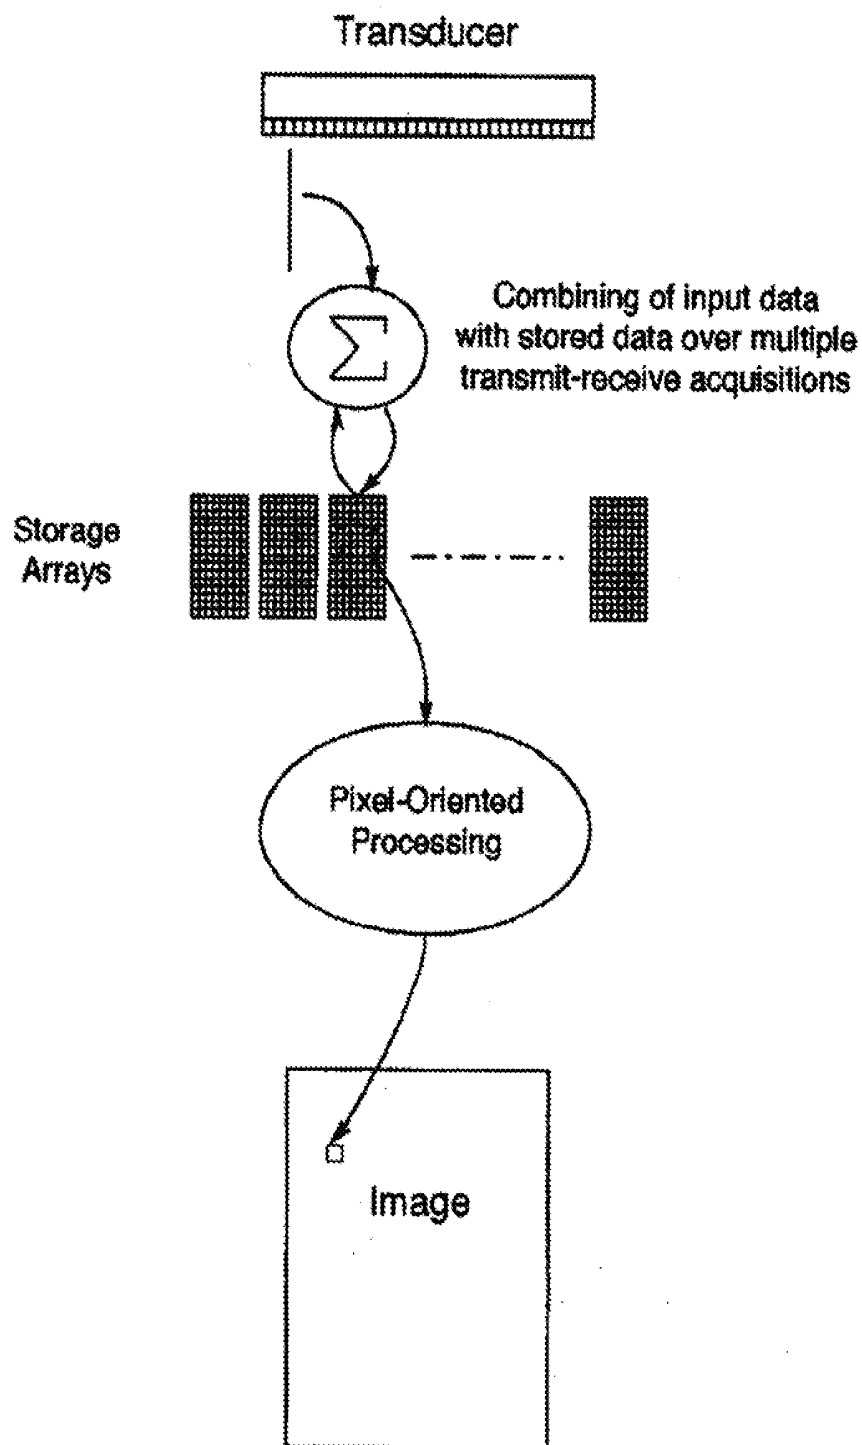 Transducer
Combining of input data
with stored data over multiple
transmit-receive acquisitions
Σ
Storage
Arrays
Pixel-Oriented
Processing
Image